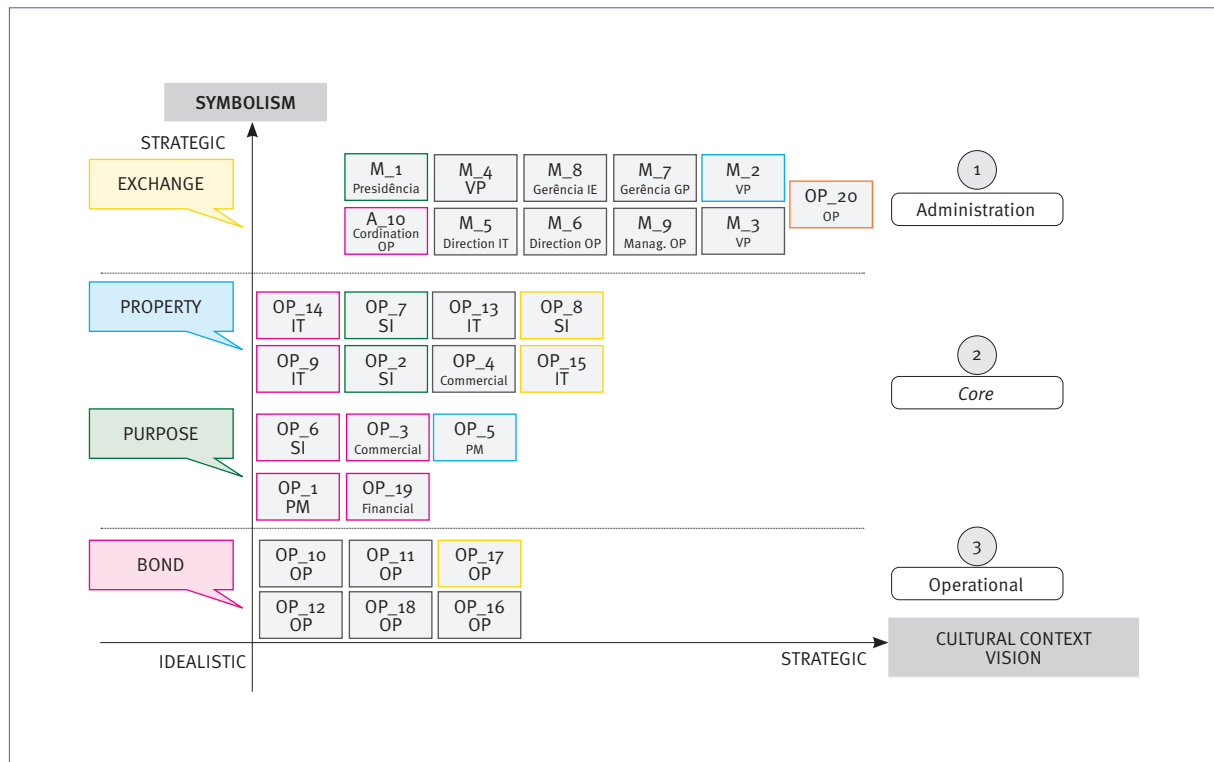 SYMBOLISM
STRATEGIC
EXCHANGE
M_1
Presidência
M_4
VP
M_8
Gerência IE
M_7
Gerência GP
M_2
VP
OP_20
OP
A_10
Cordination
OP
M_5
Direction IT
M_6
Direction OP
M_9
Manag. OP
M_3
VP
1
Administration
PROPERTY
OP_14
IT
OP_7
SI
OP_13
IT
OP_8
SI
OP_9
IT
OP_2
SI
OP_4
Commercial
OP_15
IT
2
Core
PURPOSE
OP_6
SI
OP_3
Commercial
OP_5
PM
OP_1
PM
OP_19
Financial
BOND
OP_10
OP
OP_11
OP
OP_17
OP
OP_12
OP
OP_18
OP
OP_16
OP
3
Operational
IDEALISTIC
STRATEGIC
CULTURAL CONTEXT
VISION